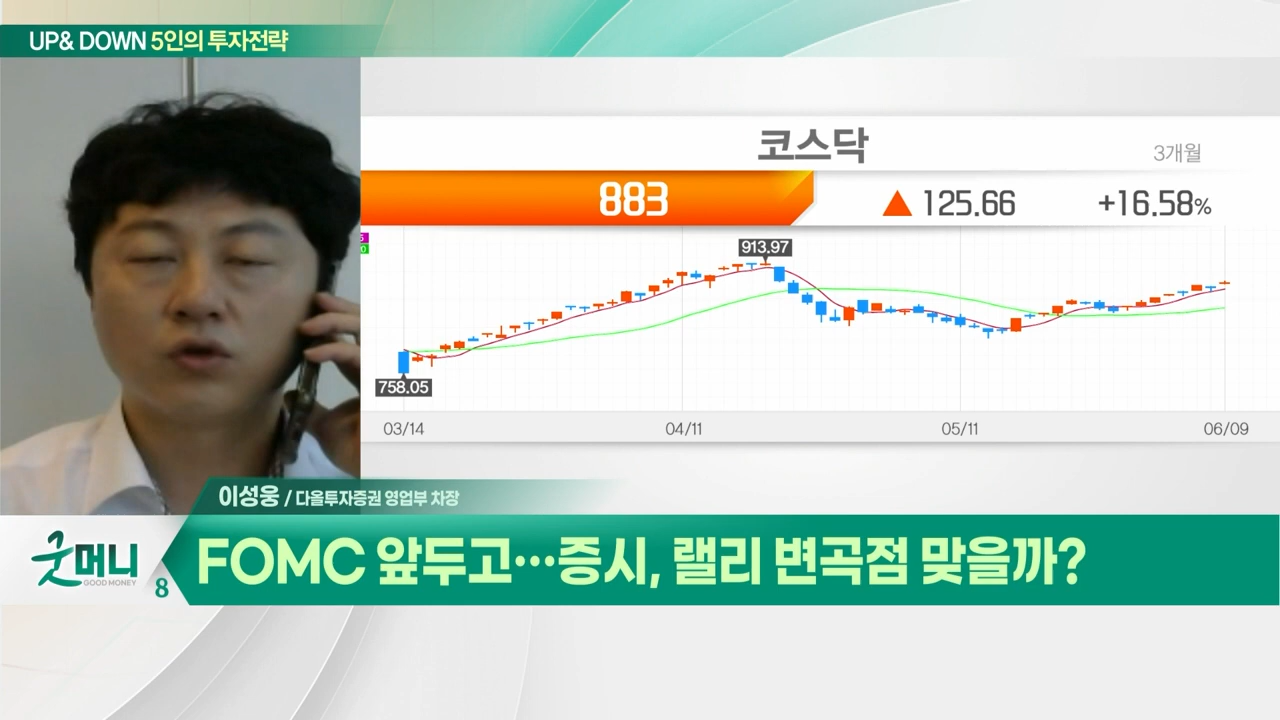 UP& DOWN 5인의 투자전략
코스닥
3개월
883 ▲ 125.66 +16.58%
913.97
758.05
03/14 04/11 05/11 06/09
이성웅 / 다올투자증권 영업부 차장
굿머니
GOOD MONEY
8
FOMC 앞두고…증시, 랠리 변곡점 맞을까?